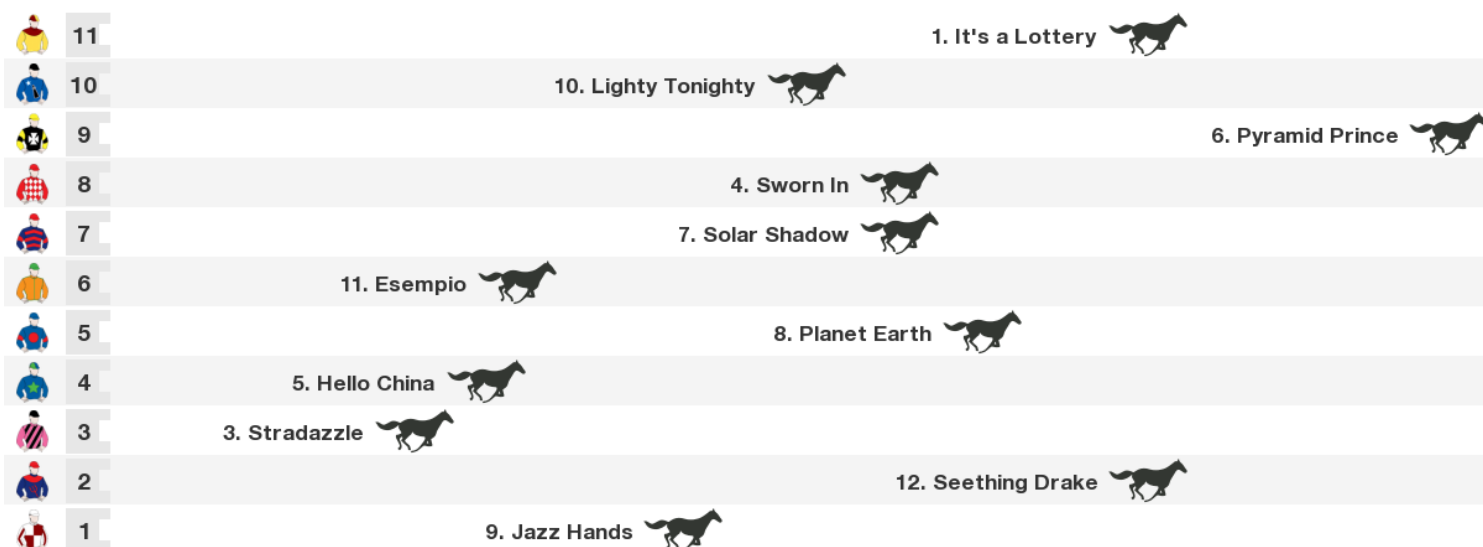 11 1. It's a Lottery
10 10. Lighty Tonighty
9 6. Pyramid Prince
8 4. Sworn In
7 7. Solar Shadow
6 11. Esempio
5 8. Planet Earth
4 5. Hello China
3 3. Stradazzle
2 12. Seething Drake
1 9. Jazz Hands